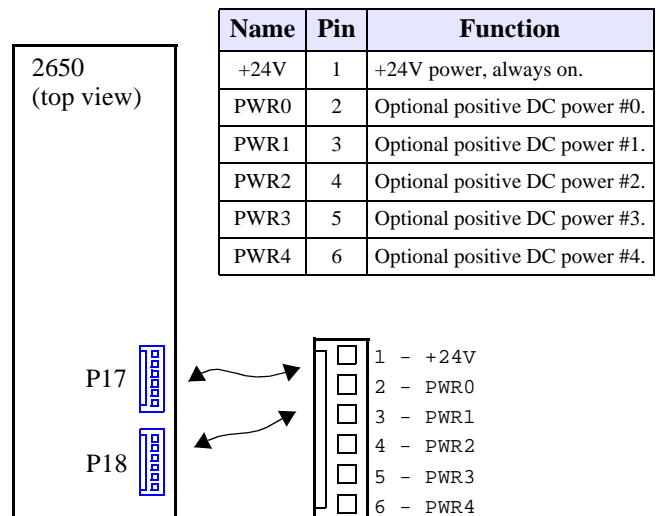 Name Pin Function
+24V 1 +24V power, always on.
PWR0 2 Optional positive DC power #0.
PWR1 3 Optional positive DC power #1.
PWR2 4 Optional positive DC power #2.
PWR3 5 Optional positive DC power #3.
PWR4 6 Optional positive DC power #4.
2650
(top view)
P17
P18
1 - +24V
2 - PWR0
3 - PWR1
4 - PWR2
5 - PWR3
6 - PWR4